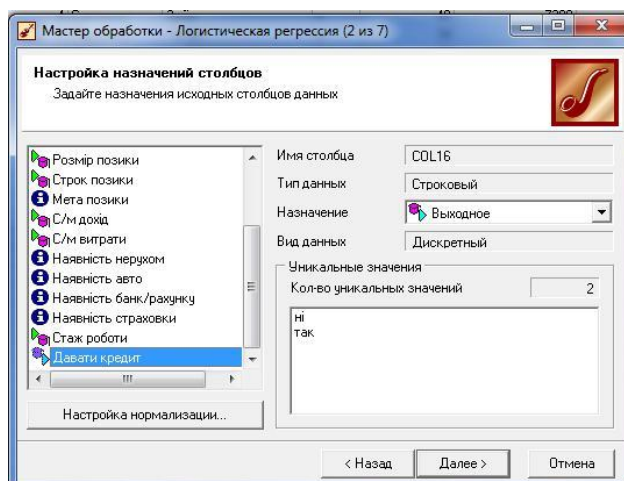 Мастер обработки - Логистическая регрессия (2 из 7)
Настройка назначений столбцов
Задайте назначения исходных столбцов данных
Розмір позики
Строк позики
Мета позики
С/м дохід
С/м витрати
Наявність нерухом
Наявність авто
Наявність банк/рахунку
Наявність страховки
Стаж роботи
Давати кредит
Настройка нормализации...
Имя столбца COL16
Тип данных Строковый
Назначение Выходное
Вид данных Дискретный
Уникальные значения
Кол-во уникальных значений 2
ні
так
< Назад Далее > Отмена